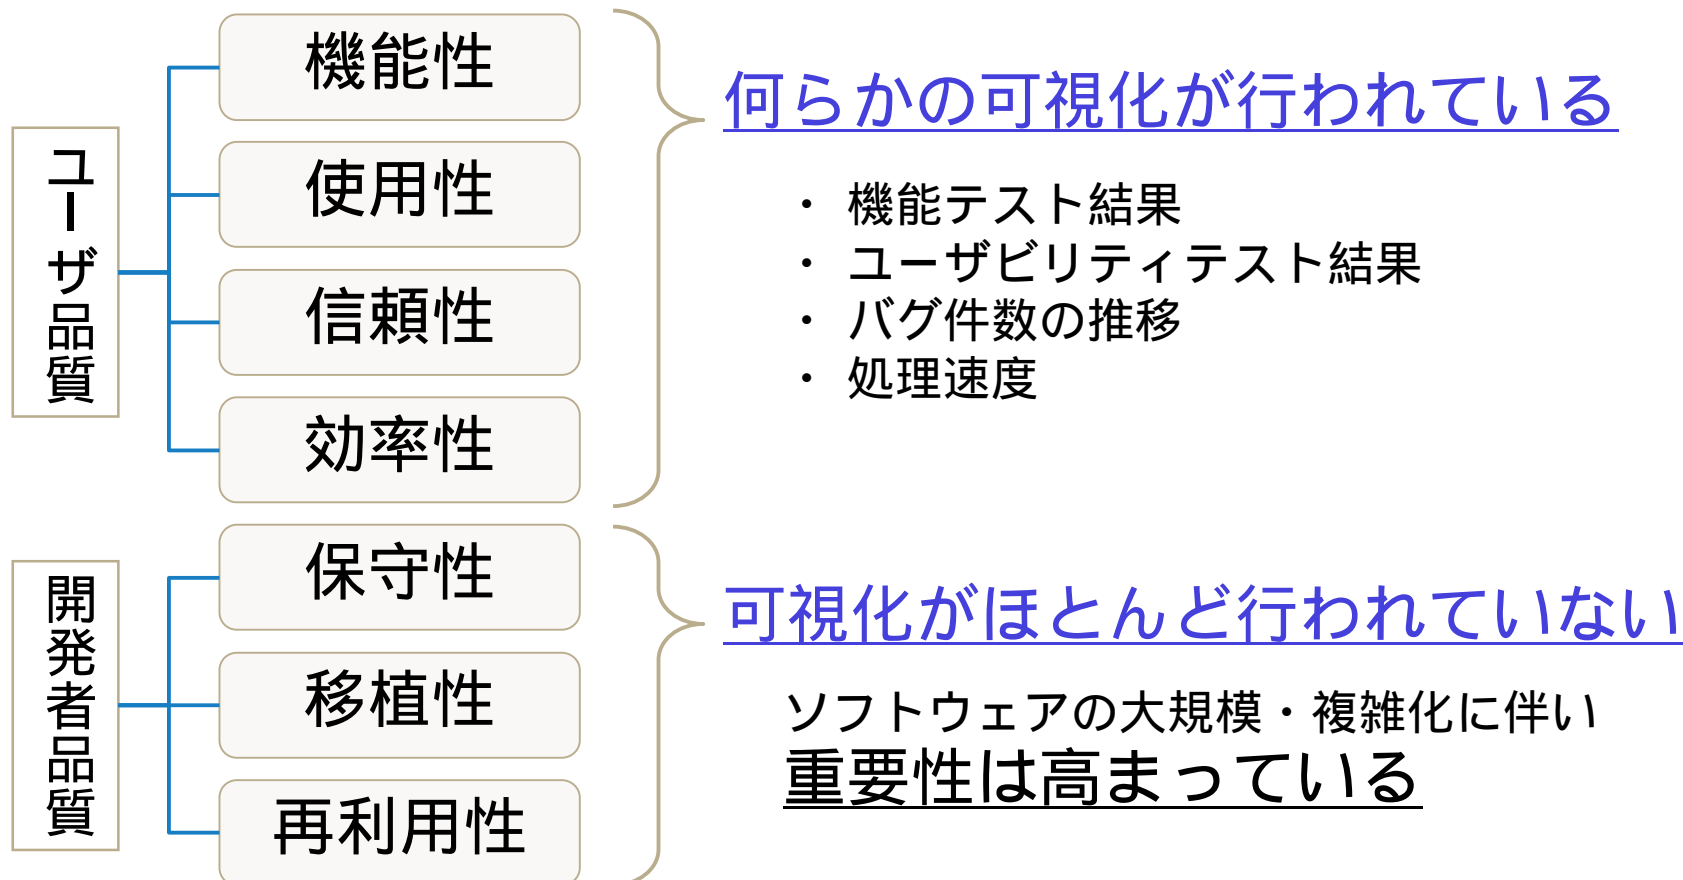 ユーザ品質
機能性
使用性
信頼性
効率性
何らかの可視化が行われている
・ 機能テスト結果
・ ユーザビリティテスト結果
・ バグ件数の推移
・ 処理速度
開発者品質
保守性
移植性
再利用性
可視化がほとんど行われていない
ソフトウェアの大規模・複雑化に伴い
重要性は高まっている